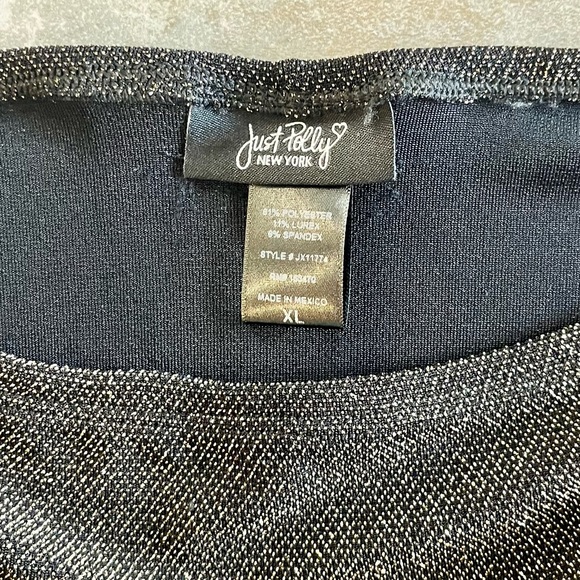 Just Polly
NEW YORK
81% POLYESTER
11% LUREX
8% SPANDEX
STYLE # JX11774
MADE IN MEXICO
XL